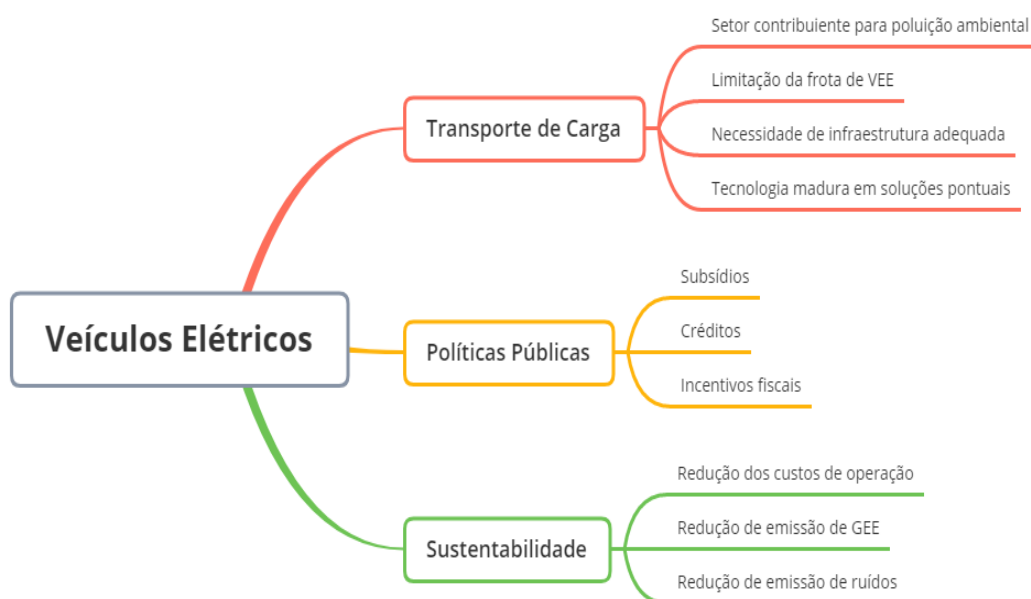 Veículos Elétricos
Transporte de Carga
Setor contribuiente para poluição ambiental
Limitação da frota de VEE
Necessidade de infraestrutura adequada
Tecnologia madura em soluções pontuais
Políticas Públicas
Subsídios
Créditos
Incentivos fiscais
Sustentabilidade
Redução dos custos de operação
Redução de emissão de GEE
Redução de emissão de ruídos